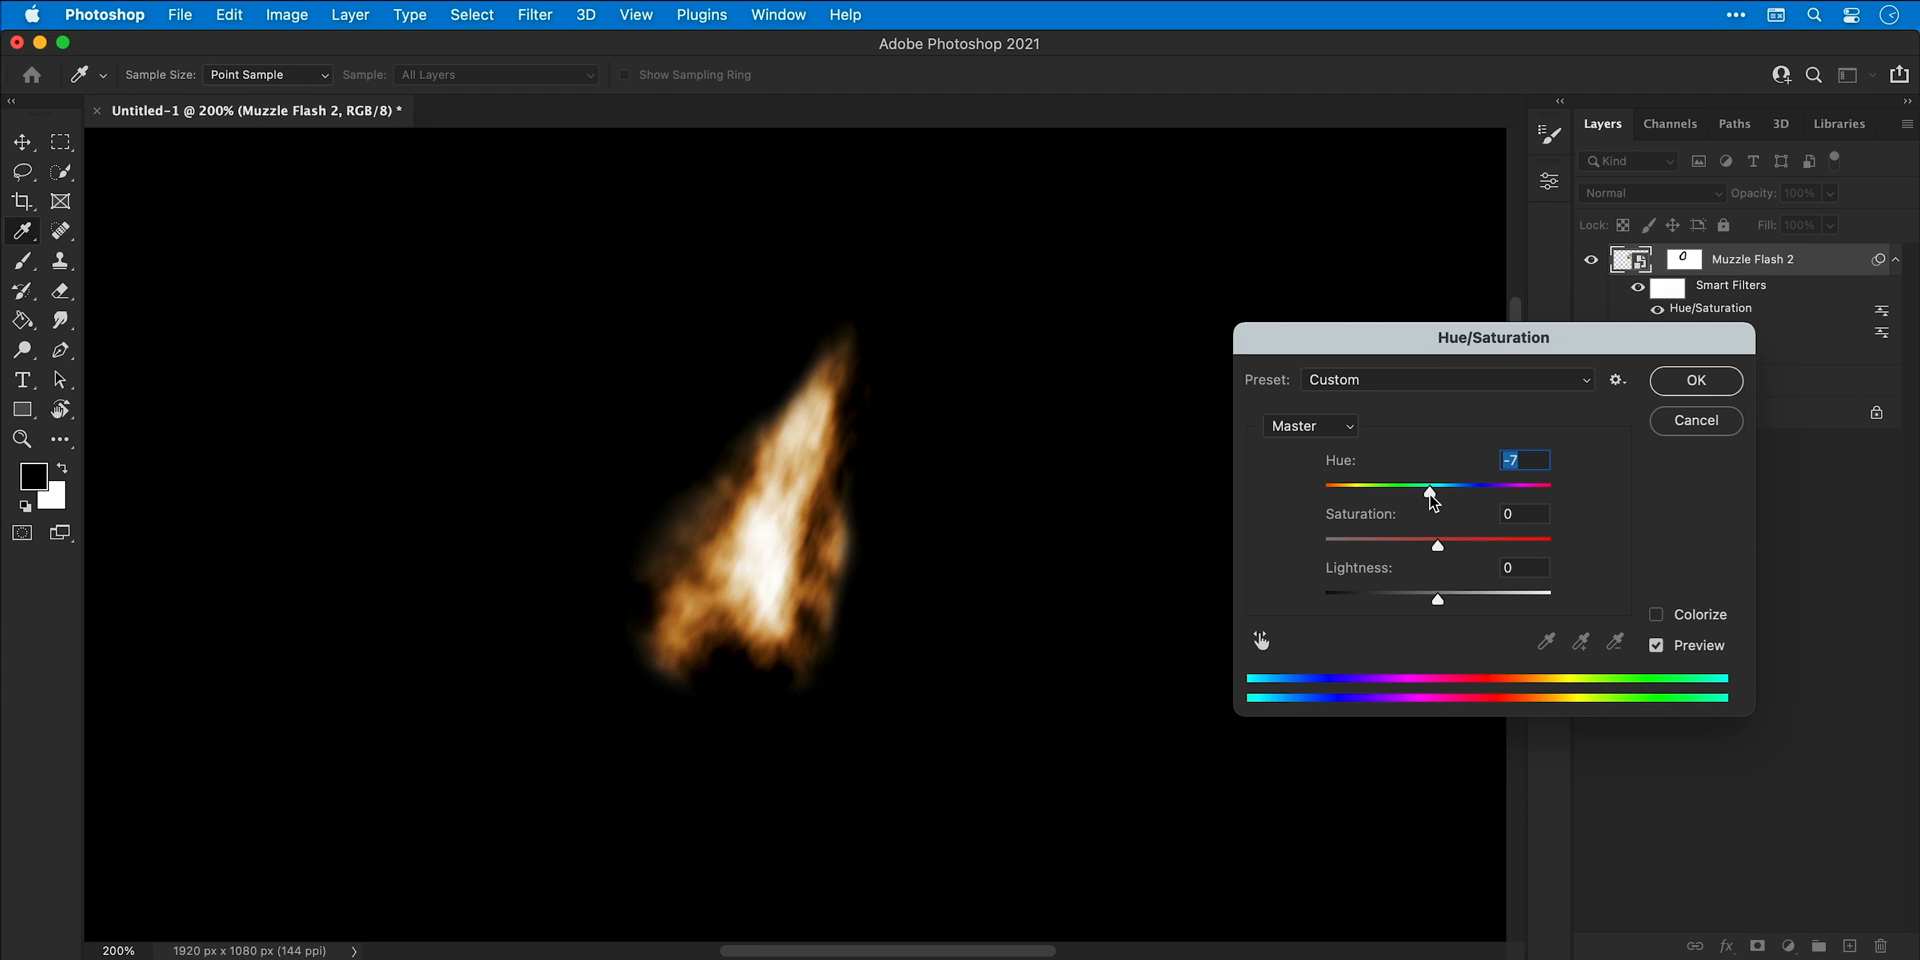 Photoshop File Edit Image Layer Type Select Filter 3D View Plugins Window Help
Adobe Photoshop 2021
Sample Size: Point Sample Sample: All Layers Show Sampling Ring
Untitled-1 @ 200% (Muzzle Flash 2, RGB/8) *
Layers Channels Paths 3D Libraries
Kind
Normal Opacity: 100%
Lock: Fill: 100%
Muzzle Flash 2
Smart Filters
Hue/Saturation
Hue/Saturation
Preset: Custom OK
Cancel
Master
Hue: -7
Saturation: 0
Lightness: 0
Colorize
Preview
200% 1920 px x 1080 px (144 ppi)